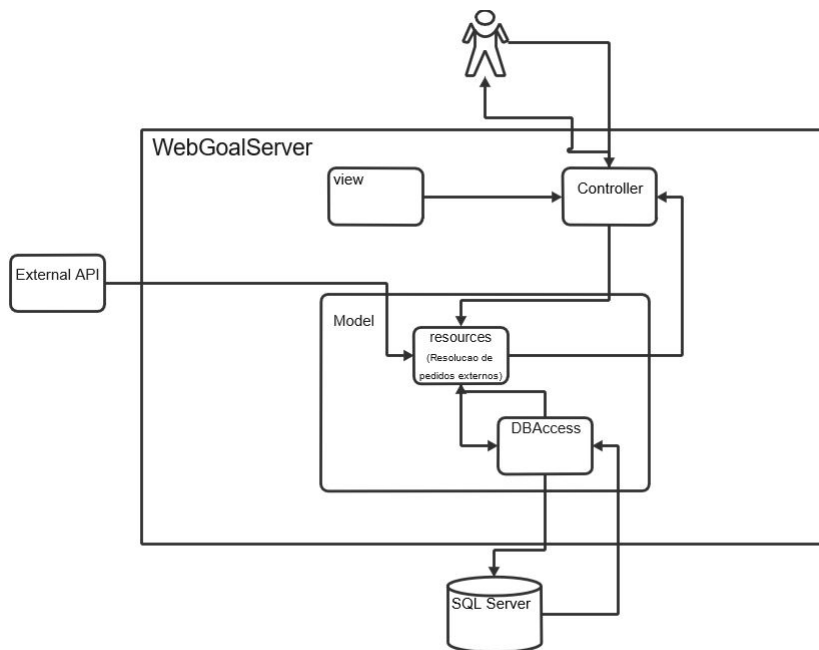 WebGoalServer
view
Controller
External API
Model
resources
(Resolucao de
pedidos externos)
DBAccess
SQL Server